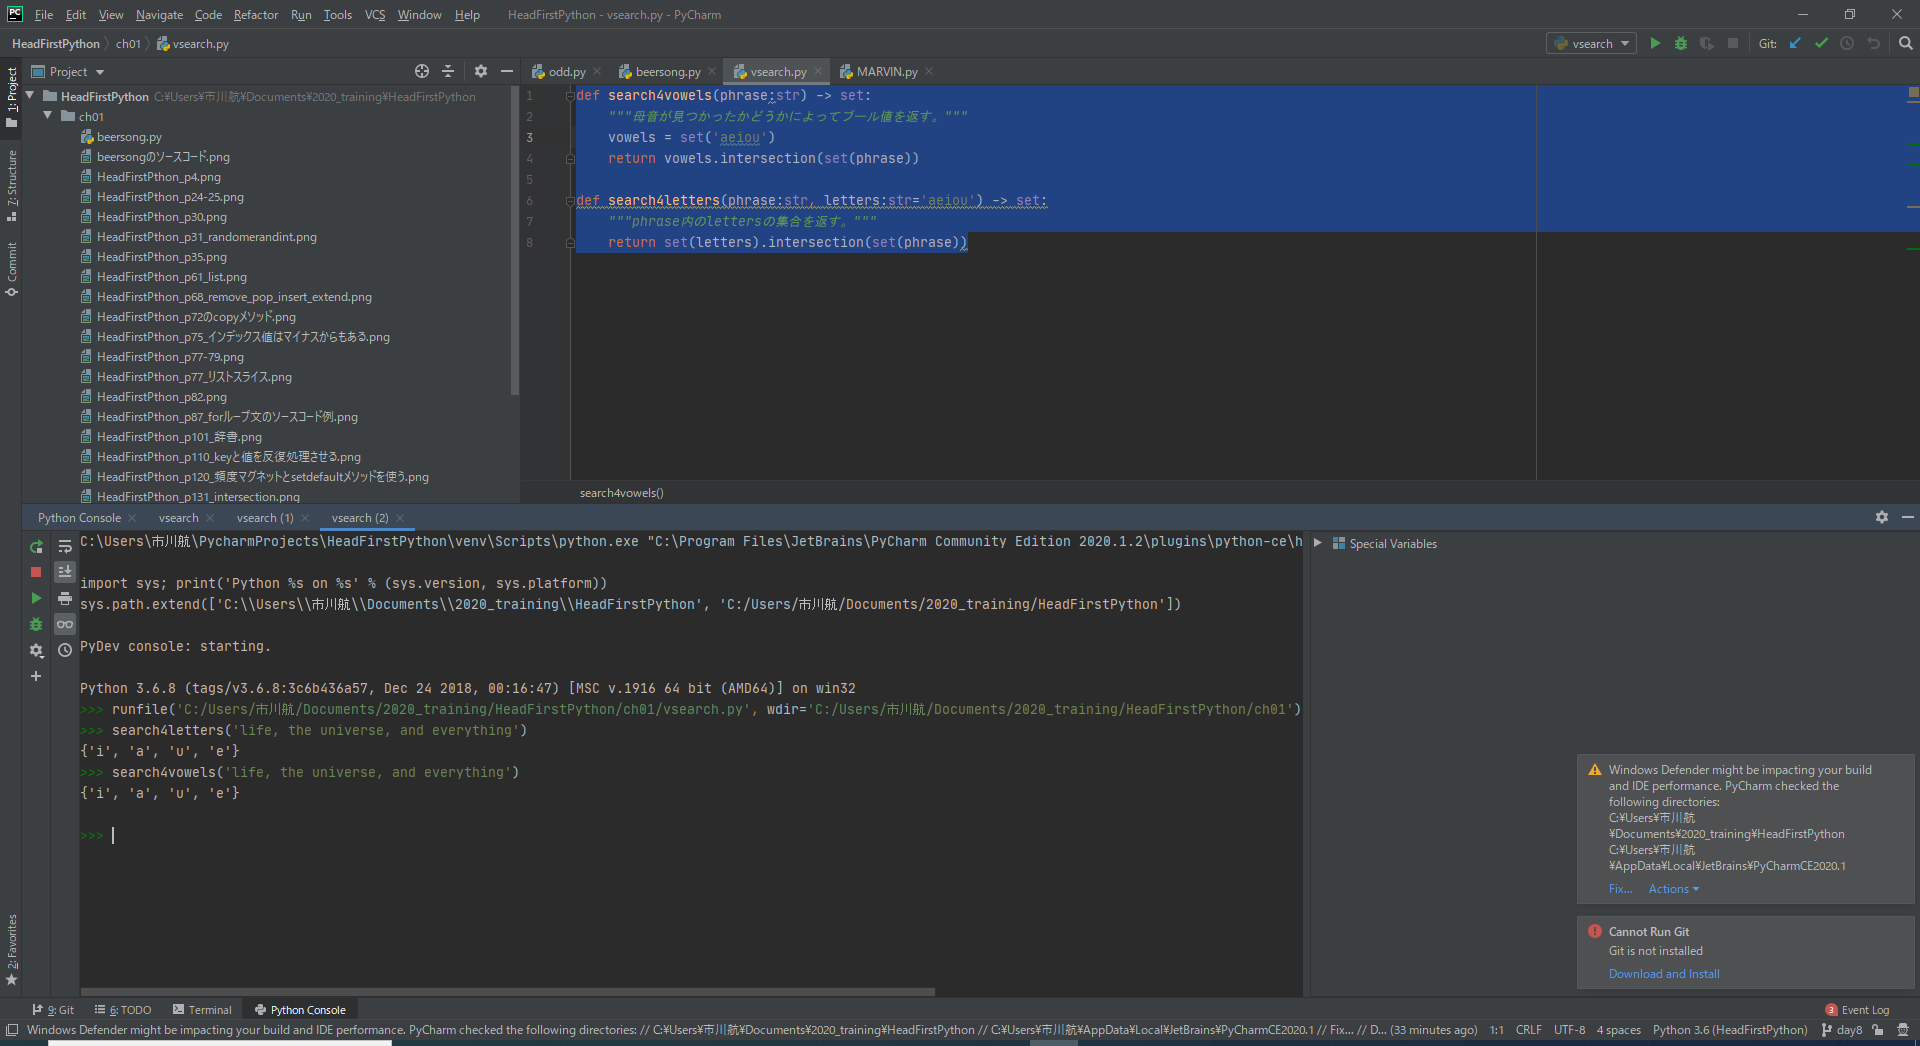 File Edit View Navigate Code Refactor Run Tools VCS Window Help HeadFirstPython - vsearch.py - PyCharm
HeadFirstPython ch01 vsearch.py
vsearch Git:
Project
odd.py beersong.py vsearch.py MARVIN.py
1: Project
7: Structure
Commit
2: Favorites
HeadFirstPython C:¥Users¥市川航¥Documents¥2020_training¥HeadFirstPython
ch01
beersong.py
beersongのソースコード.png
HeadFirstPthon_p4.png
HeadFirstPthon_p24-25.png
HeadFirstPthon_p30.png
HeadFirstPthon_p31_randomerandint.png
HeadFirstPthon_p35.png
HeadFirstPthon_p61_list.png
HeadFirstPthon_p68_remove_pop_insert_extend.png
HeadFirstPthon_p72のcopyメソッド.png
HeadFirstPthon_p75_インデックス値はマイナスからもある.png
HeadFirstPthon_p77-79.png
HeadFirstPthon_p77_リストスライス.png
HeadFirstPthon_p82.png
HeadFirstPthon_p87_forループ文のソースコード例.png
HeadFirstPthon_p101_辞書.png
HeadFirstPthon_p110_keyと値を反復処理させる.png
HeadFirstPthon_p120_頻度マグネットとsetdefaultメソッドを使う.png
HeadFirstPthon_p131_intersection.png
1 def search4vowels(phrase:str) -> set:
2 """母音が見つかったかどうかによってブール値を返す。"""
3 vowels = set('aeiou')
4 return vowels.intersection(set(phrase))
5
6 def search4letters(phrase:str, letters:str='aeiou') -> set:
7 """phrase内のlettersの集合を返す。"""
8 return set(letters).intersection(set(phrase))
search4vowels()
Python Console vsearch vsearch (1) vsearch (2)
C:\Users\市川航\PycharmProjects\HeadFirstPython\venv\Scripts\python.exe "C:\Program Files\JetBrains\PyCharm Community Edition 2020.1.2\plugins\python-ce\h
import sys; print('Python %s on %s' % (sys.version, sys.platform))
sys.path.extend(['C:\\Users\\市川航\\Documents\\2020_training\\HeadFirstPython', 'C:/Users/市川航/Documents/2020_training/HeadFirstPython'])
PyDev console: starting.
Python 3.6.8 (tags/v3.6.8:3c6b436a57, Dec 24 2018, 00:16:47) [MSC v.1916 64 bit (AMD64)] on win32
>>> runfile('C:/Users/市川航/Documents/2020_training/HeadFirstPython/ch01/vsearch.py', wdir='C:/Users/市川航/Documents/2020_training/HeadFirstPython/ch01')
>>> search4letters('life, the universe, and everything')
{'i', 'a', 'u', 'e'}
>>> search4vowels('life, the universe, and everything')
{'i', 'a', 'u', 'e'}
>>>
Special Variables
Windows Defender might be impacting your build
and IDE performance. PyCharm checked the
following directories:
C:¥Users¥市川航
¥Documents¥2020_training¥HeadFirstPython
C:¥Users¥市川航
¥AppData¥Local¥JetBrains¥PyCharmCE2020.1
Fix... Actions
Cannot Run Git
Git is not installed
Download and Install
9: Git 6: TODO Terminal Python Console 3 Event Log
Windows Defender might be impacting your build and IDE performance. PyCharm checked the following directories: // C:¥Users¥市川航¥Documents¥2020_training¥HeadFirstPython // C:¥Users¥市川航¥AppData¥Local¥JetBrains¥PyCharmCE2020.1 // Fix... // D... (33 minutes ago) 1:1 CRLF UTF-8 4 spaces Python 3.6 (HeadFirstPython) day8